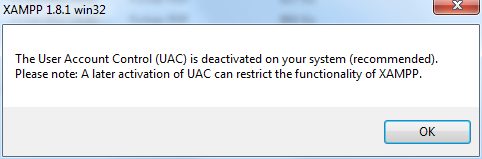 XAMPP 1.8.1 win32
The User Account Control (UAC) is deactivated on your system (recommended).
Please note: A later activation of UAC can restrict the functionality of XAMPP.
OK